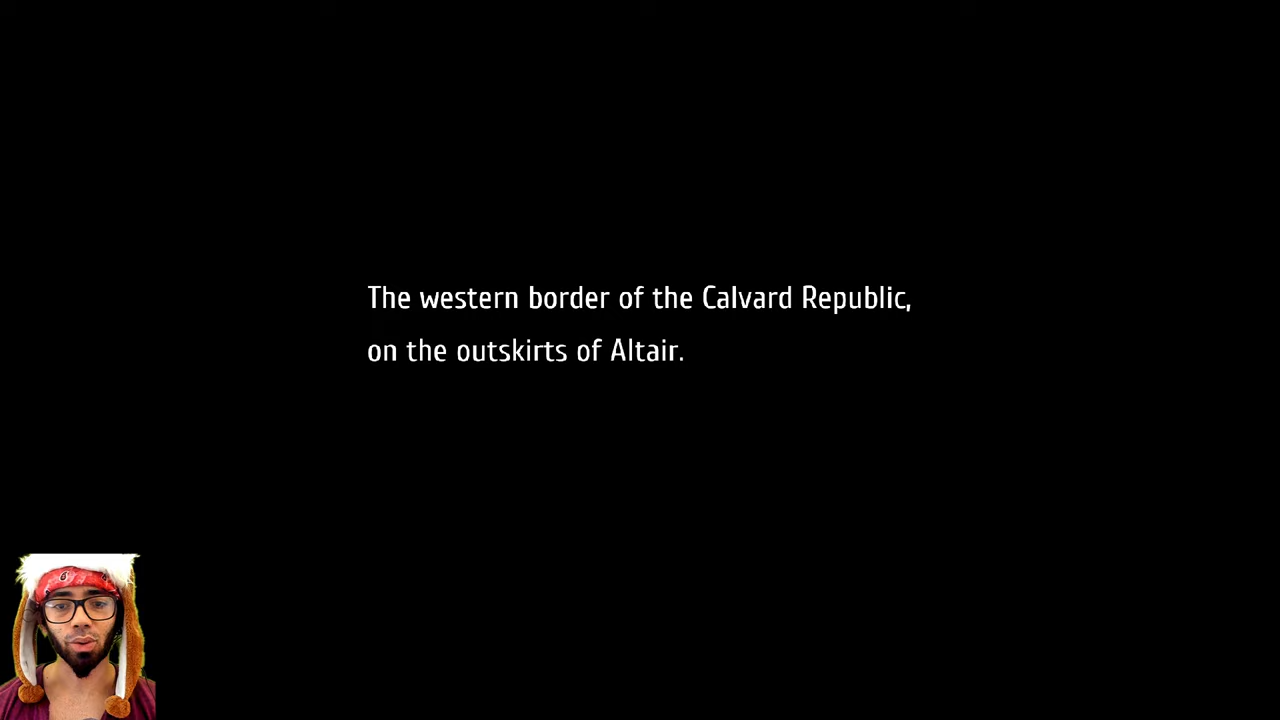 The western border of the Calvard Republic,
on the outskirts of Altair.